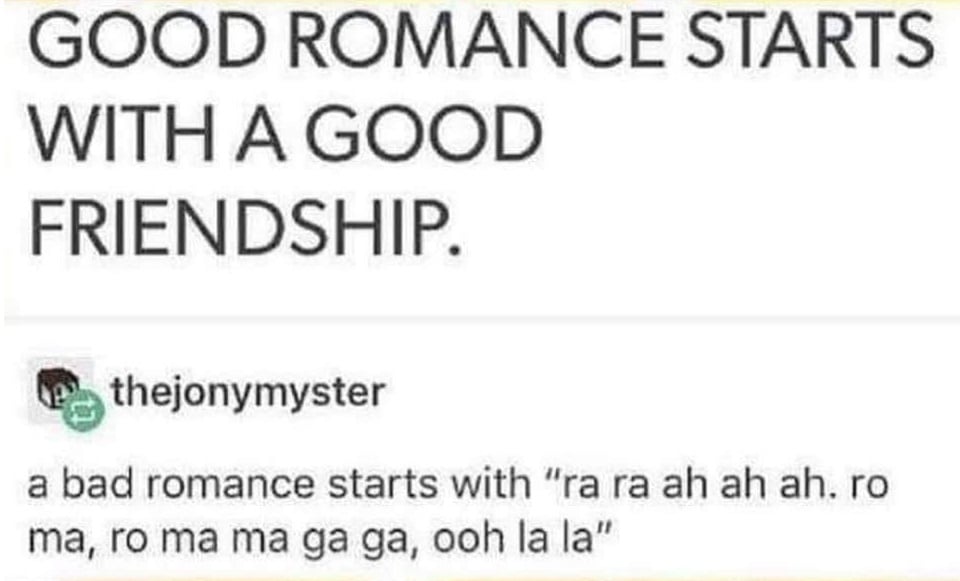 GOOD ROMANCE STARTS
WITH A GOOD
FRIENDSHIP.
thejonymyster
a bad romance starts with "ra ra ah ah ah. ro
ma, ro ma ma ga ga, ooh la la"